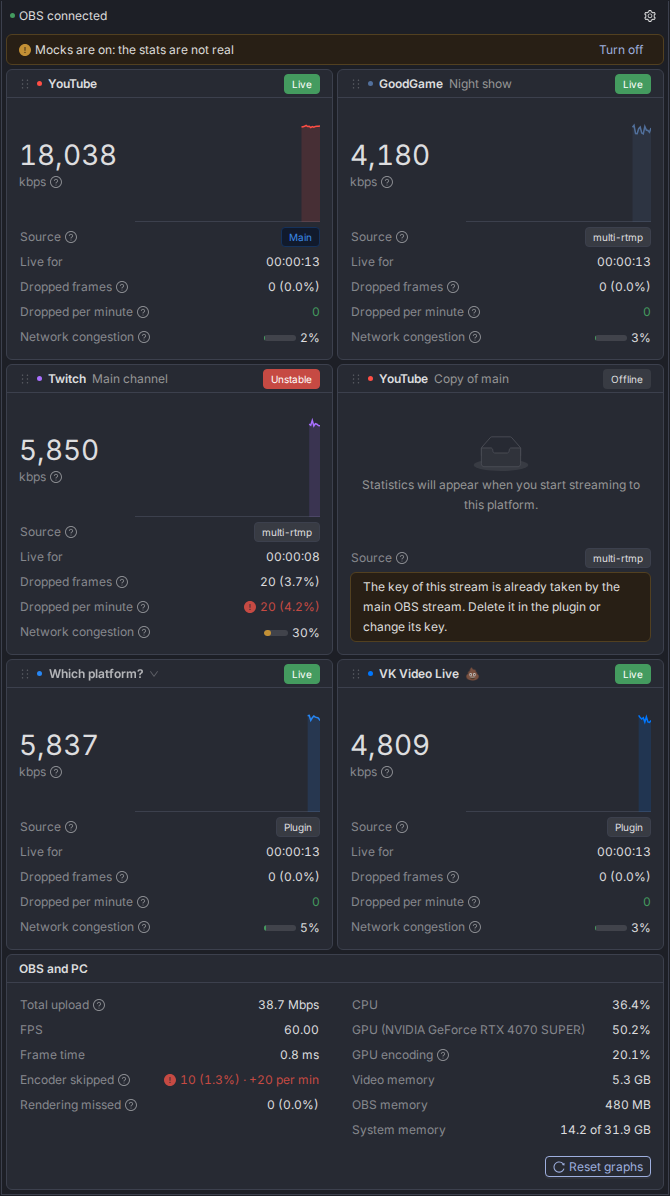 OBS connected
Mocks are on: the stats are not real
Turn off
YouTube
Live
18,038
kbps
Source
Main
Live for
00:00:13
Dropped frames
0 (0.0%)
Dropped per minute
0
Network congestion
2%
GoodGame Night show
Live
4,180
kbps
Source
multi-rtmp
Live for
00:00:13
Dropped frames
0 (0.0%)
Dropped per minute
0
Network congestion
3%
Twitch Main channel
Unstable
5,850
kbps
Source
multi-rtmp
Live for
00:00:08
Dropped frames
20 (3.7%)
Dropped per minute
20 (4.2%)
Network congestion
30%
YouTube Copy of main
Offline
Statistics will appear when you start streaming to
this platform.
Source
multi-rtmp
The key of this stream is already taken by the
main OBS stream. Delete it in the plugin or
change its key.
Which platform?
Live
5,837
kbps
Source
Plugin
Live for
00:00:13
Dropped frames
0 (0.0%)
Dropped per minute
0
Network congestion
5%
VK Video Live 💩
Live
4,809
kbps
Source
Plugin
Live for
00:00:13
Dropped frames
0 (0.0%)
Dropped per minute
0
Network congestion
3%
OBS and PC
Total upload
38.7 Mbps
FPS
60.00
Frame time
0.8 ms
Encoder skipped
10 (1.3%) · +20 per min
Rendering missed
0 (0.0%)
CPU
36.4%
GPU (NVIDIA GeForce RTX 4070 SUPER)
50.2%
GPU encoding
20.1%
Video memory
5.3 GB
OBS memory
480 MB
System memory
14.2 of 31.9 GB
Reset graphs